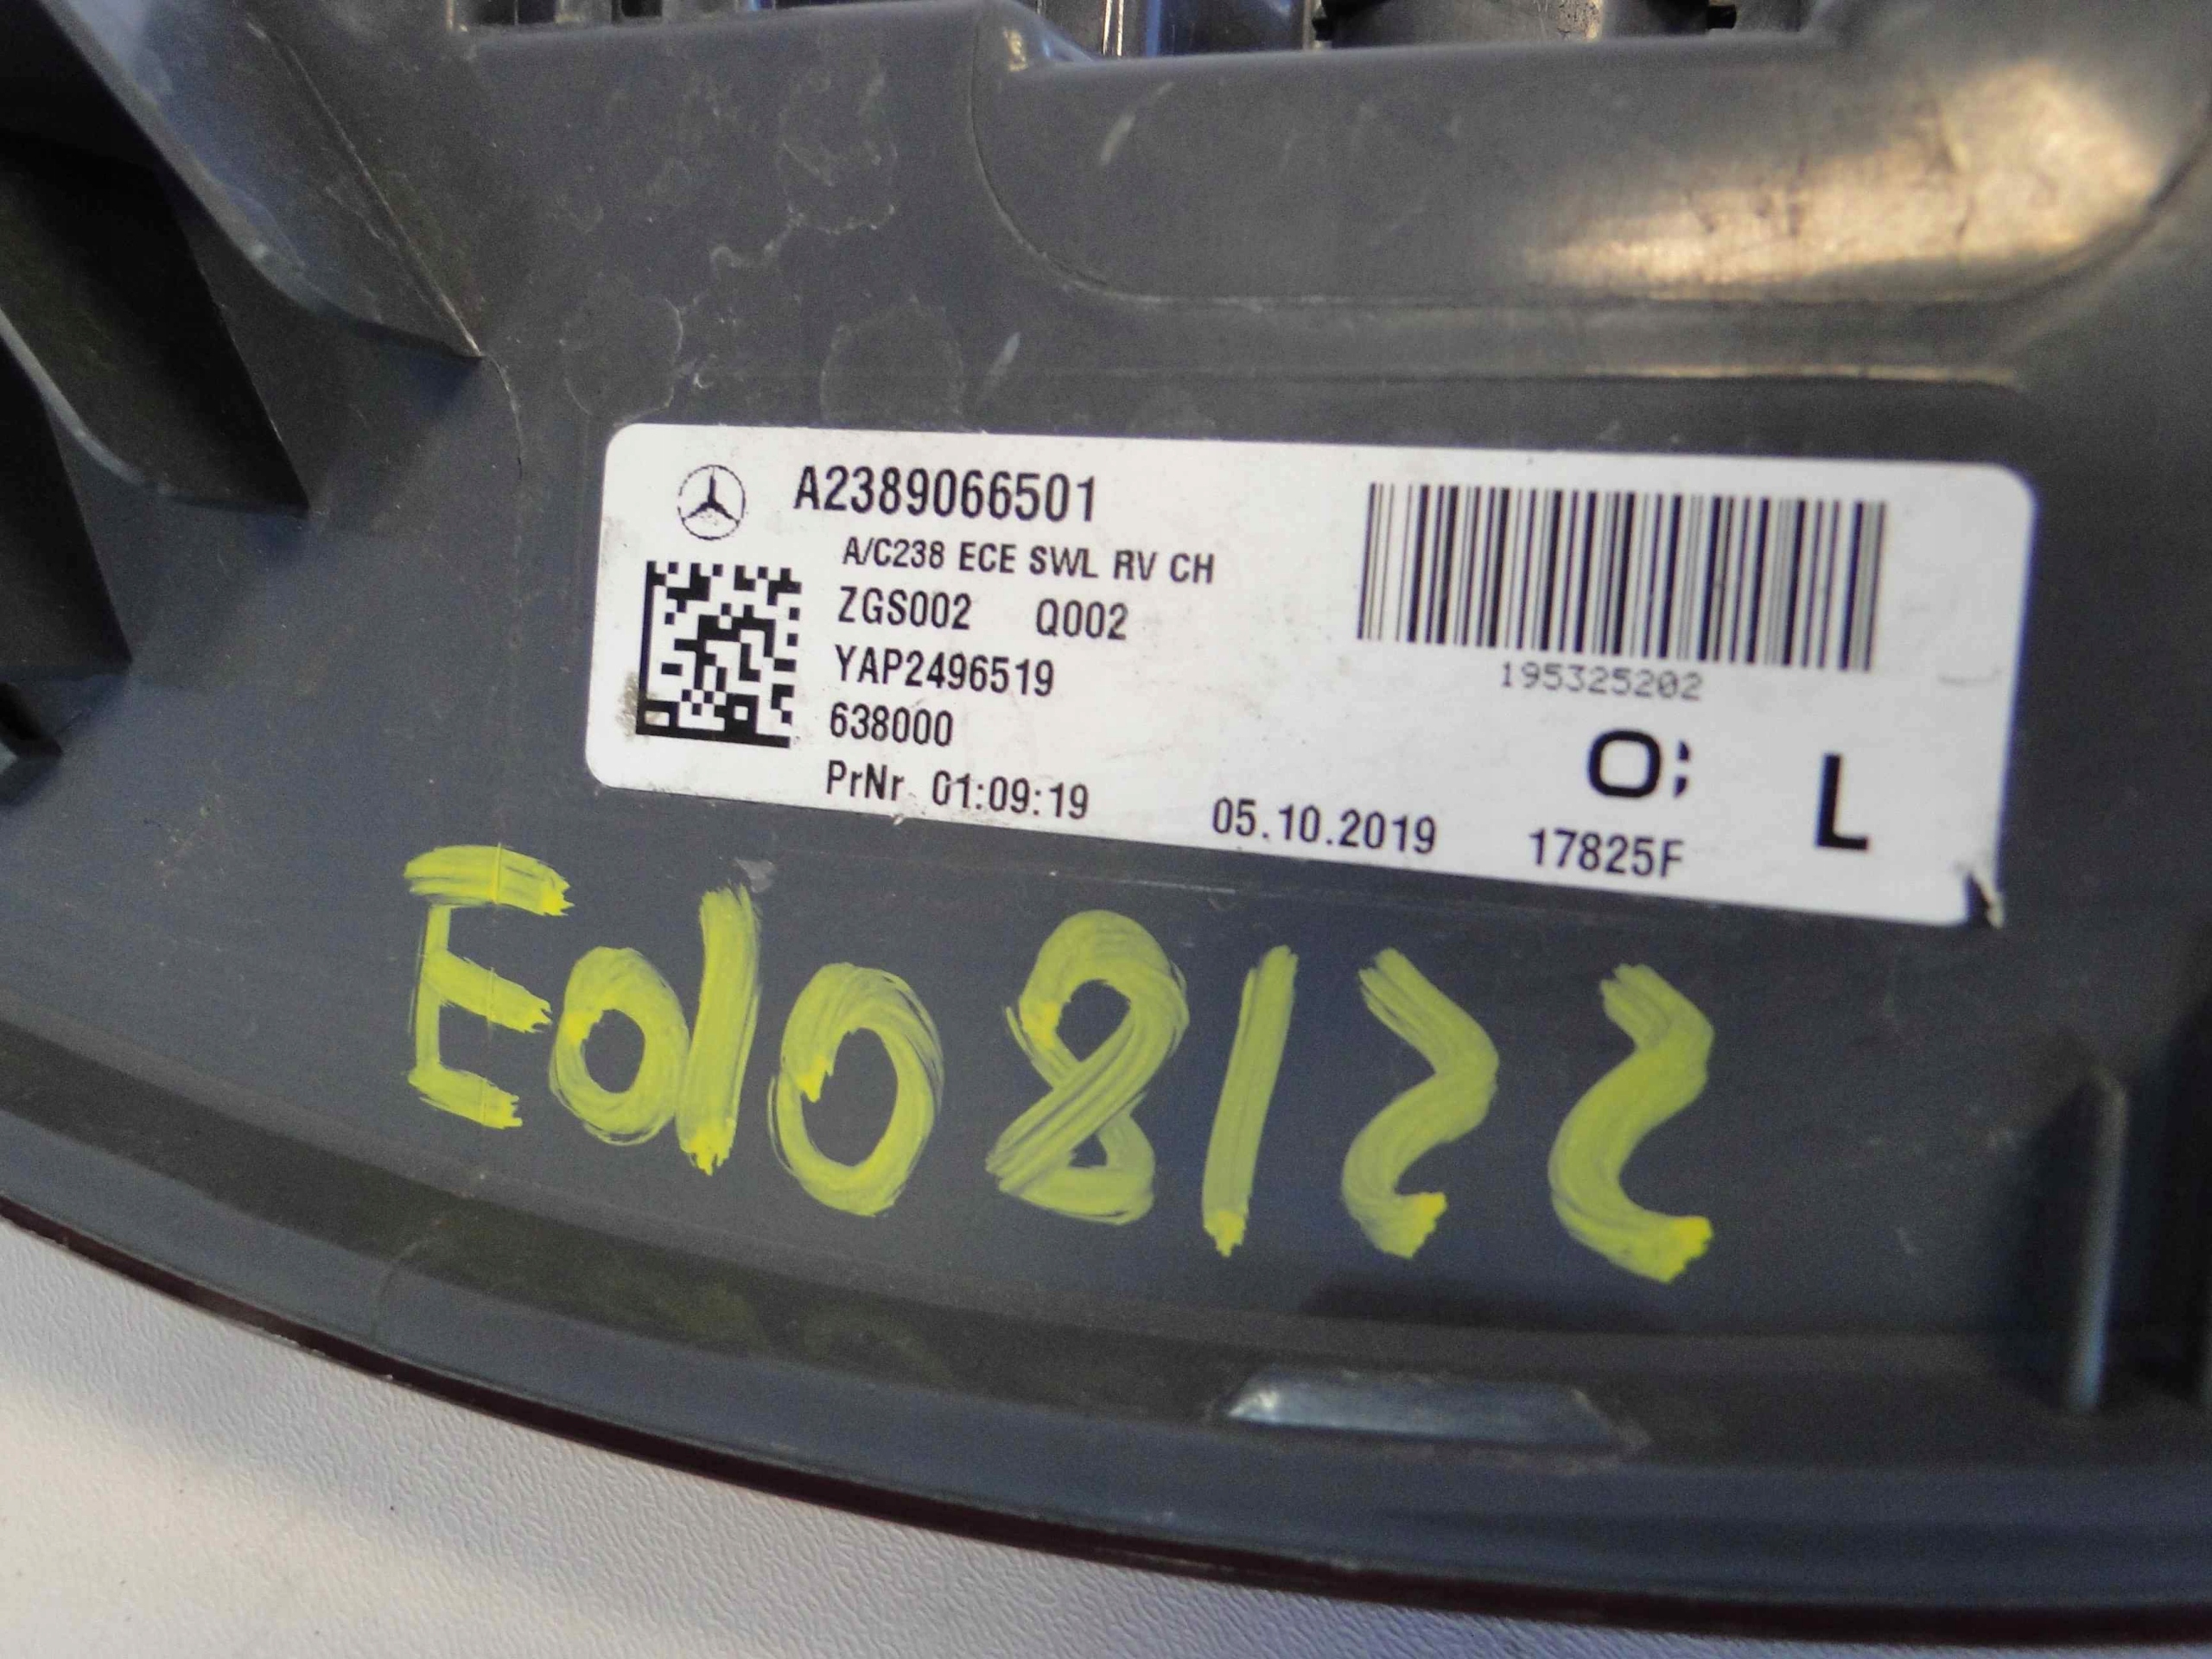 A2389066501
A/C238 ECE SWL RV CH
ZGS002 Q002
YAP2496519
638000
PrNr 01:09:19
05.10.2019
195325202
O;
17825F
L
Ed08122